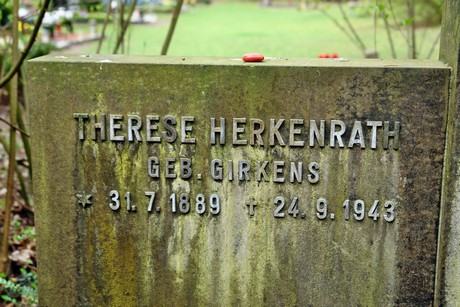 THERESE HERKENRATH
GEB. GIRKENS
* 31. 7. 1889 † 24. 9. 1943